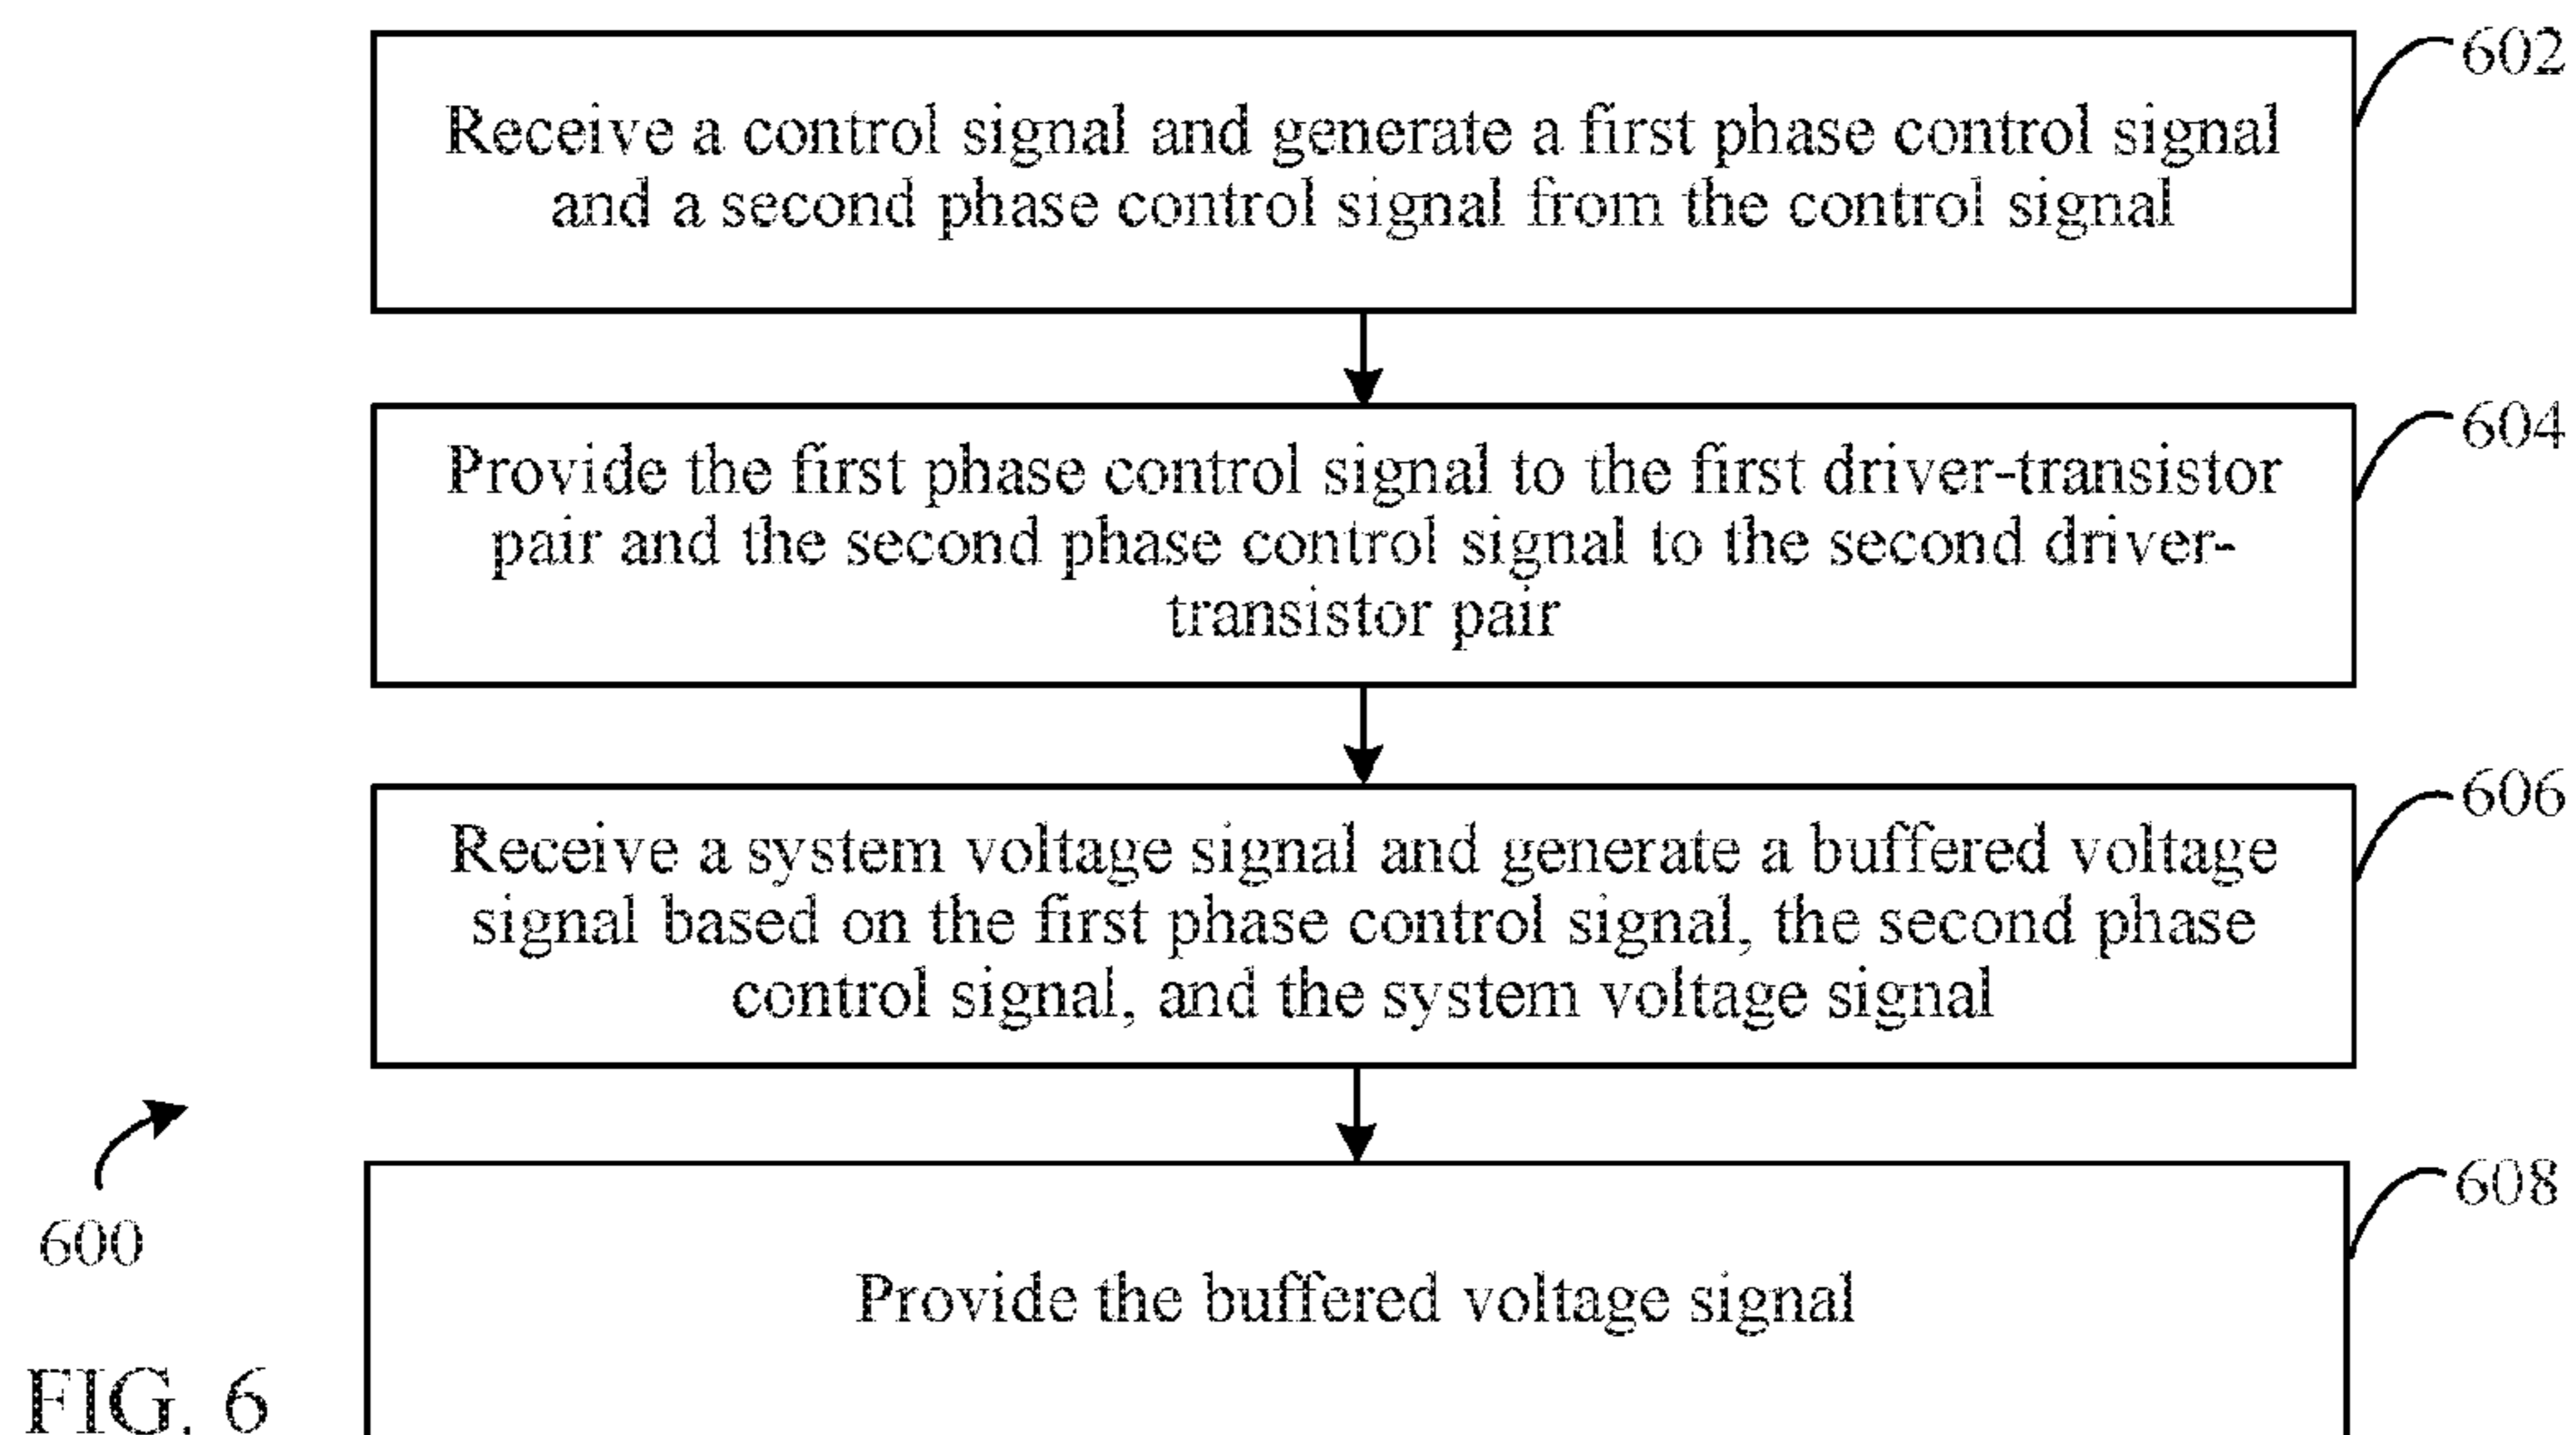 602
Receive a control signal and generate a first phase control signal
and a second phase control signal from the control signal
604
Provide the first phase control signal to the first driver-transistor
pair and the second phase control signal to the second driver-
transistor pair
606
Receive a system voltage signal and generate a buffered voltage
signal based on the first phase control signal, the second phase
control signal, and the system voltage signal
608
Provide the buffered voltage signal
600
FIG. 6